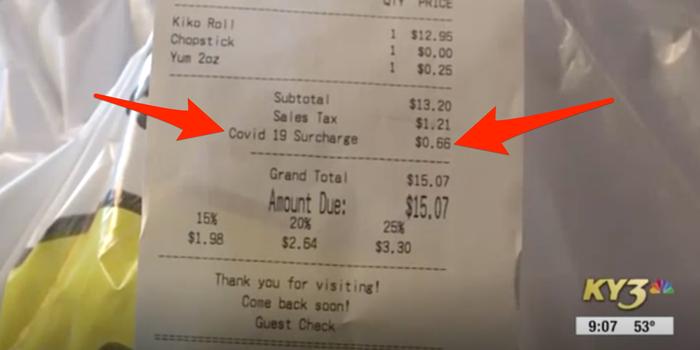 QTY PRICE
Kiko Roll 1 $12.95
Chopstick 1 $0.00
Yum 2oz 1 $0.25
Subtotal $13.20
Sales Tax $1.21
Covid 19 Surcharge $0.66
Grand Total $15.07
Amount Due: $15.07
15% 20% 25%
$1.98 $2.64 $3.30
Thank you for visiting!
Come back soon!
Guest Check
KY3
9:07 53°